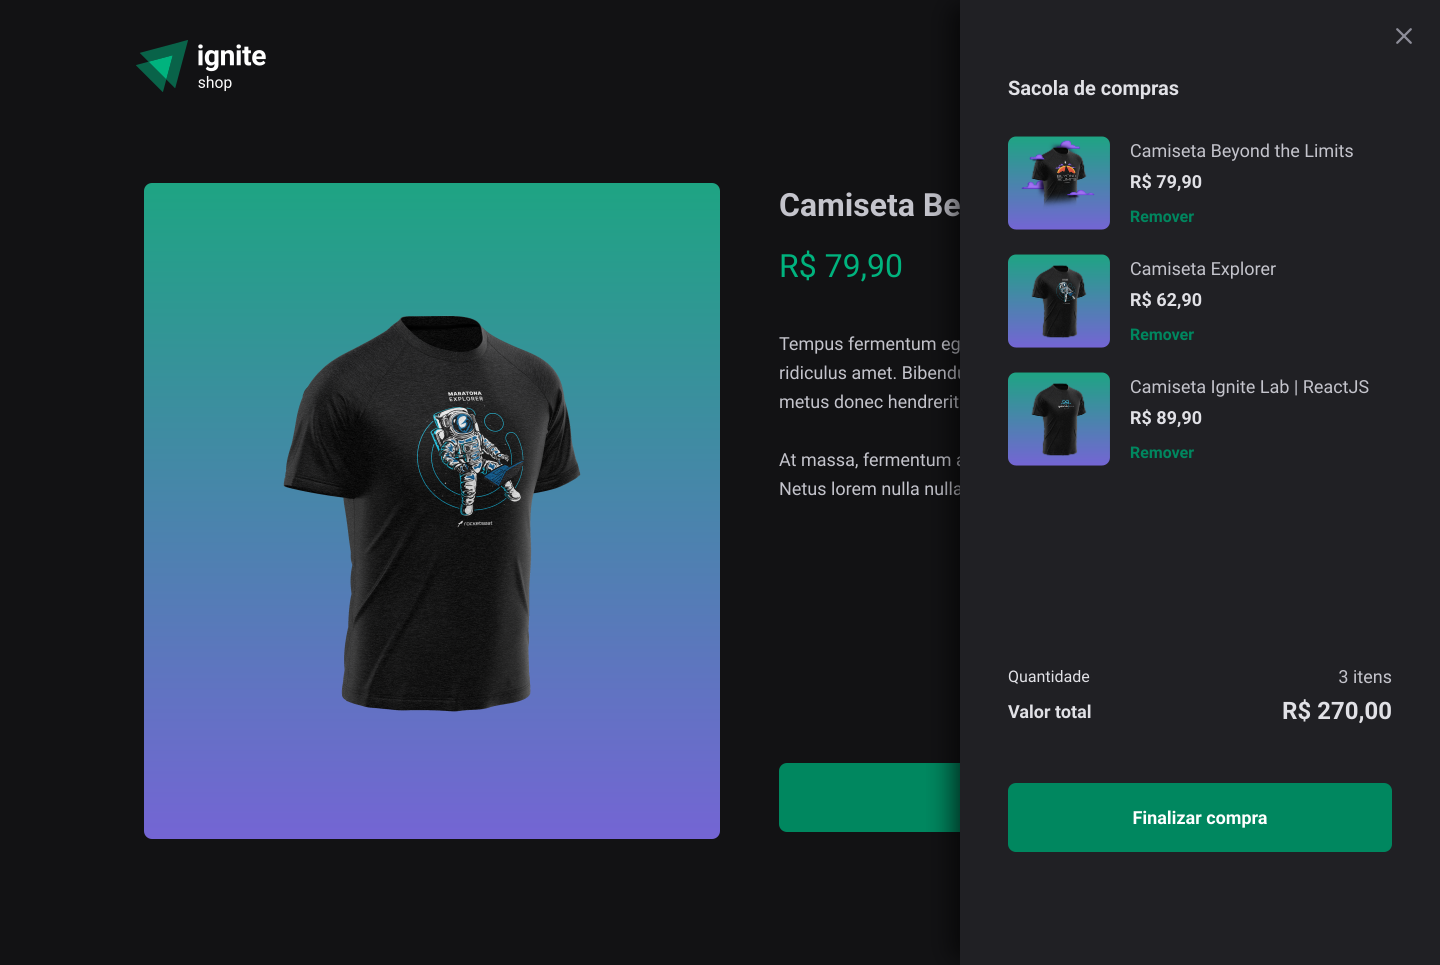 ignite
shop
Camiseta Be
R$ 79,90
Tempus fermentum eg
ridiculus amet. Bibend
metus donec hendrerit
At massa, fermentum a
Netus lorem nulla nulla
MARATONA
EXPLORER
rocketseat
Sacola de compras
Camiseta Beyond the Limits
R$ 79,90
Remover
Camiseta Explorer
R$ 62,90
Remover
Camiseta Ignite Lab | ReactJS
R$ 89,90
Remover
Quantidade
3 itens
Valor total
R$ 270,00
Finalizar compra